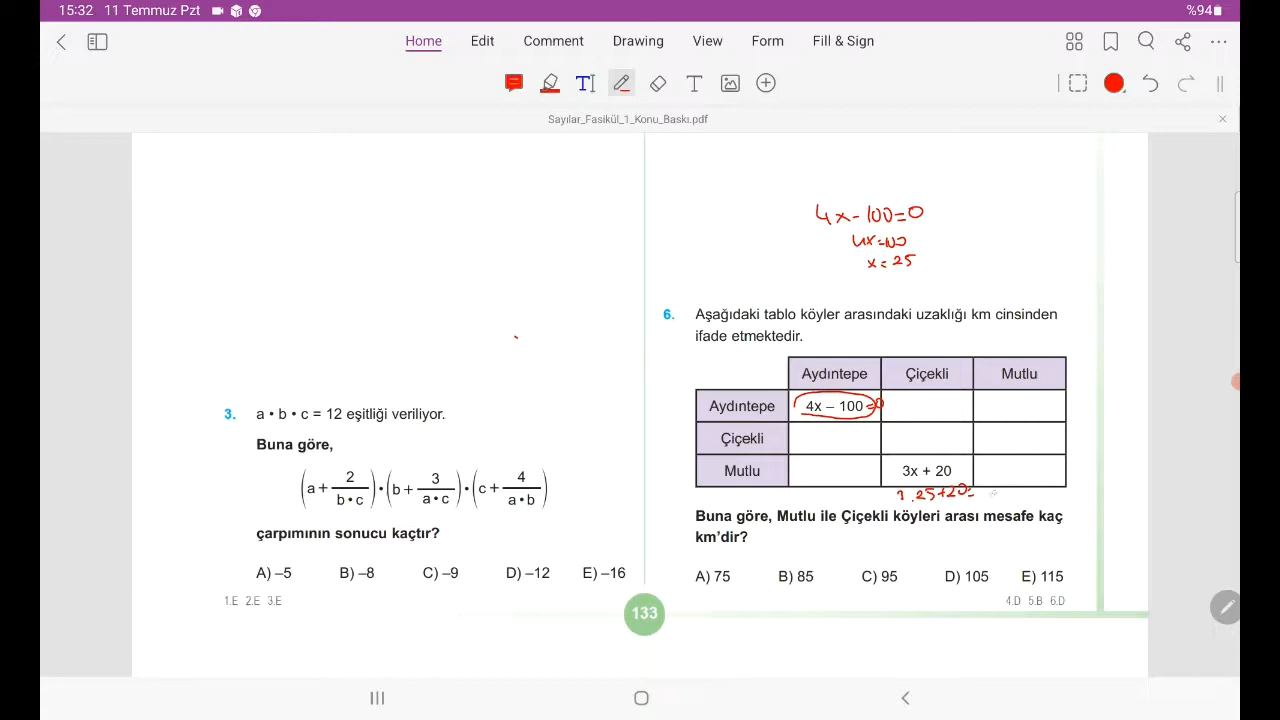 15:32 11 Temmuz Pzt %94
Home Edit Comment Drawing View Form Fill & Sign
Sayılar_Fasikül_1_Konu_Baskı.pdf
3. a • b • c = 12 eşitliği veriliyor.
Buna göre,
(a + 2/(b • c)) • (b + 3/(a • c)) • (c + 4/(a • b))
çarpımının sonucu kaçtır?
A) –5 B) –8 C) –9 D) –12 E) –16
1.E 2.E 3.E
4x - 100 = 0
4x = 100
x = 25
6. Aşağıdaki tablo köyler arasındaki uzaklığı km cinsinden
ifade etmektedir.
Aydıntepe Çiçekli Mutlu
Aydıntepe 4x – 100 = 0
Çiçekli
Mutlu 3x + 20
3 . 25 + 20 =
Buna göre, Mutlu ile Çiçekli köyleri arası mesafe kaç
km’dir?
A) 75 B) 85 C) 95 D) 105 E) 115
4.D 5.B 6.D
133